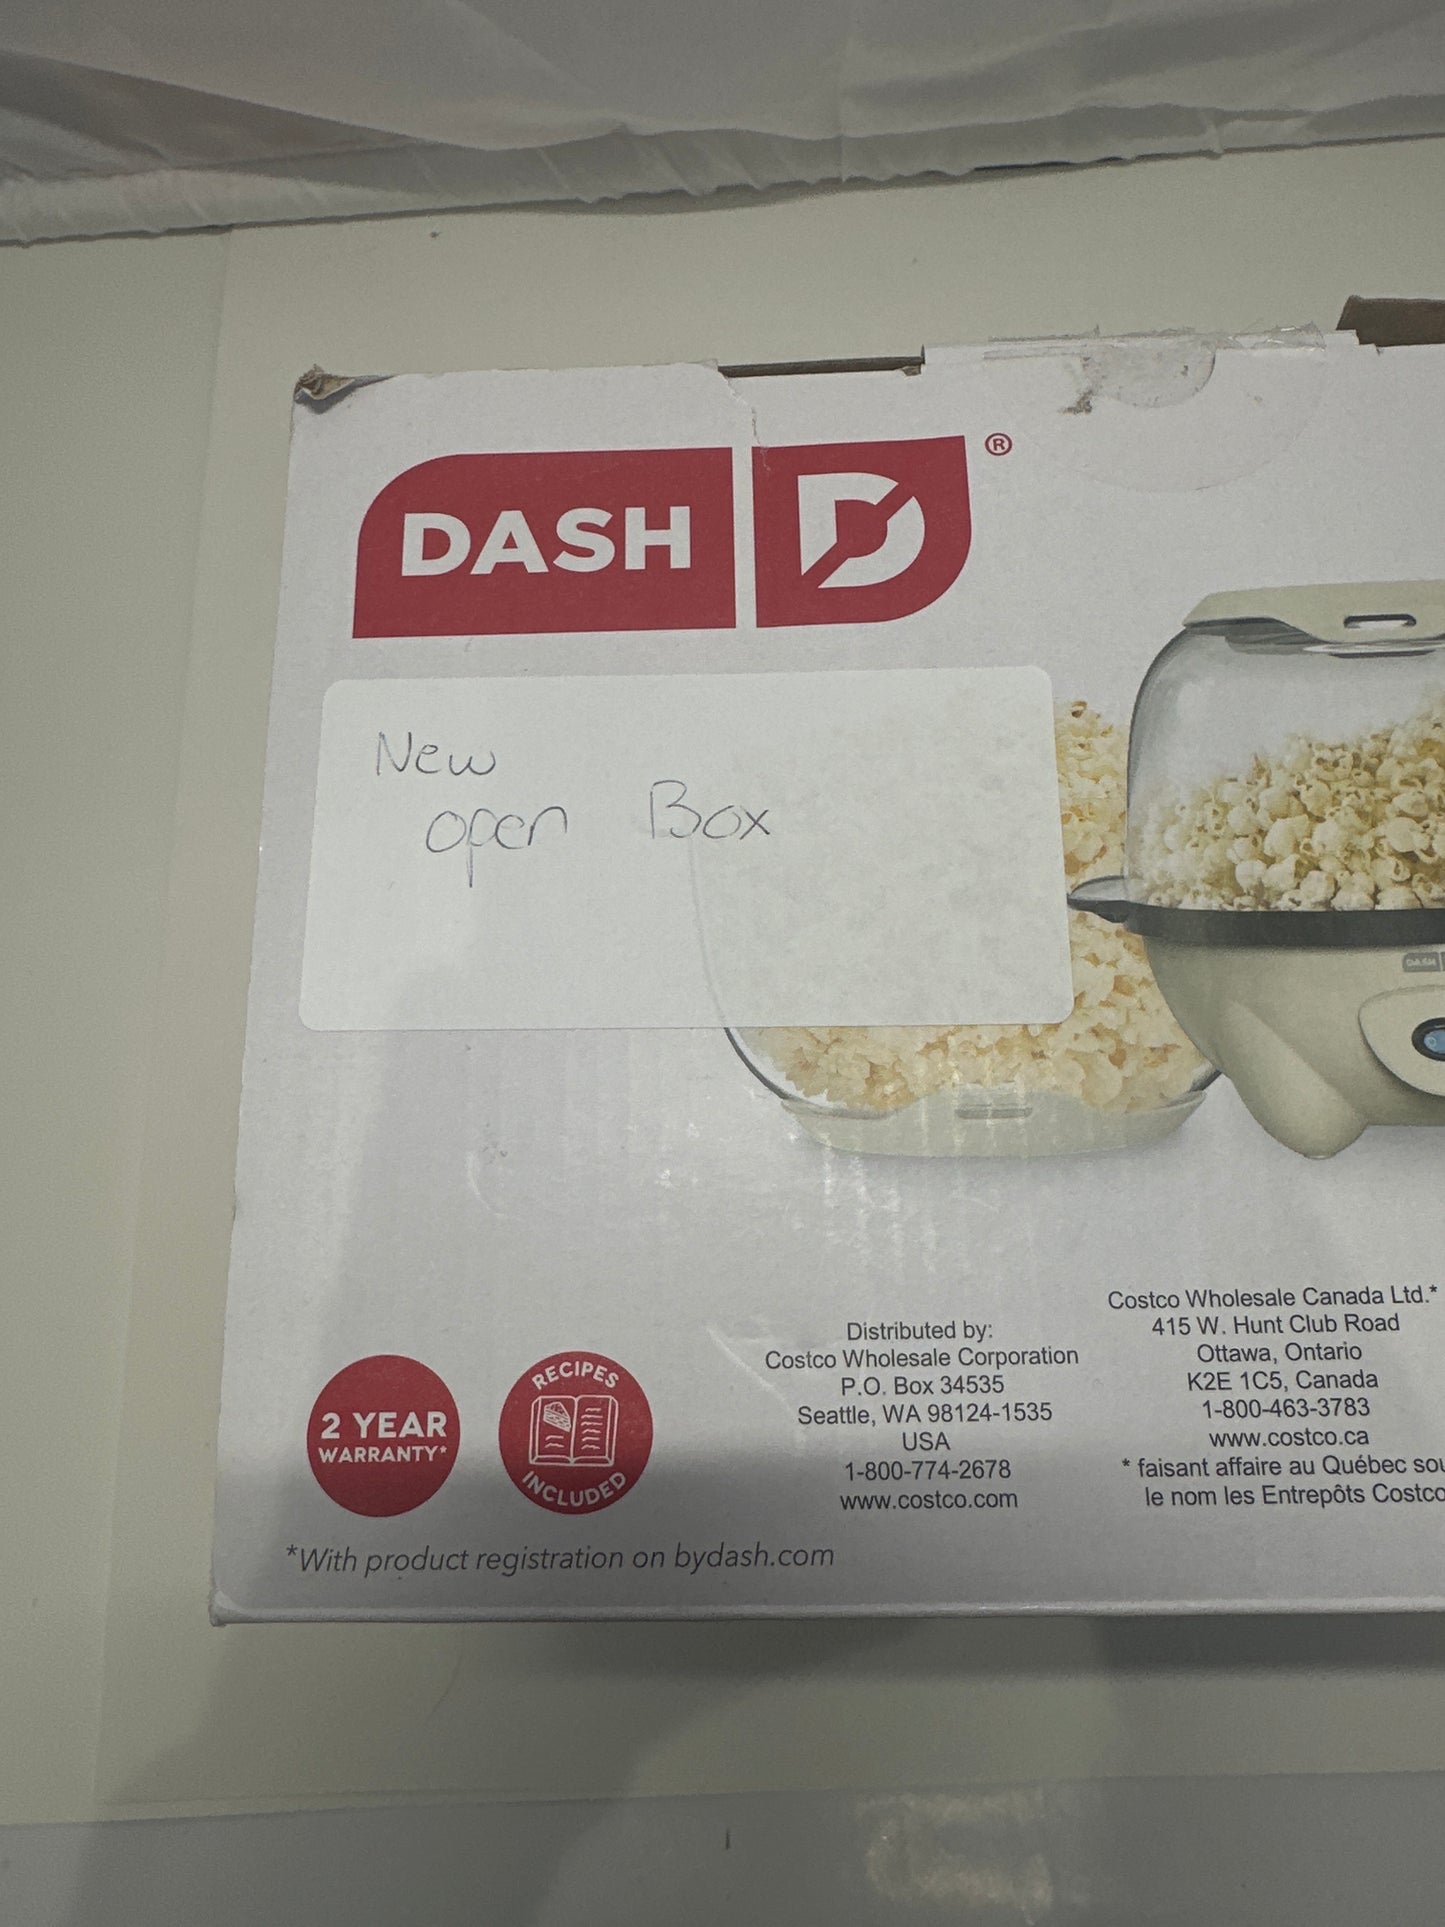 DASH D®
New
open Box
DASH
2 YEAR
WARRANTY*
RECIPES
INCLUDED
Distributed by:
Costco Wholesale Corporation
P.O. Box 34535
Seattle, WA 98124-1535
USA
1-800-774-2678
www.costco.com
Costco Wholesale Canada Ltd.*
415 W. Hunt Club Road
Ottawa, Ontario
K2E 1C5, Canada
1-800-463-3783
www.costco.ca
* faisant affaire au Québec sou
le nom les Entrepôts Costco
*With product registration on bydash.com